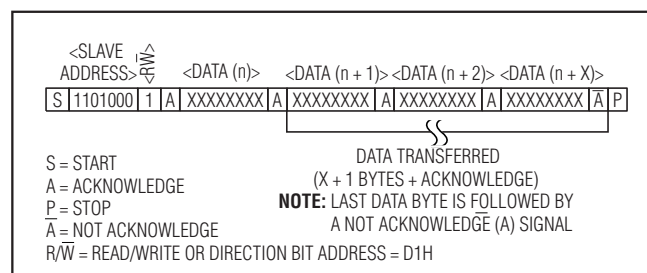 <SLAVE
ADDRESS> <RW̅> <DATA (n)> <DATA (n + 1)> <DATA (n + 2)> <DATA (n + X)>
S 1101000 1 A XXXXXXXX A XXXXXXXX A XXXXXXXX A XXXXXXXX A̅ P
S = START
A = ACKNOWLEDGE
P = STOP
A̅ = NOT ACKNOWLEDGE
R/W̅ = READ/WRITE OR DIRECTION BIT ADDRESS = D1H
DATA TRANSFERRED
(X + 1 BYTES + ACKNOWLEDGE)
NOTE: LAST DATA BYTE IS FOLLOWED BY
A NOT ACKNOWLEDGE (A̅) SIGNAL